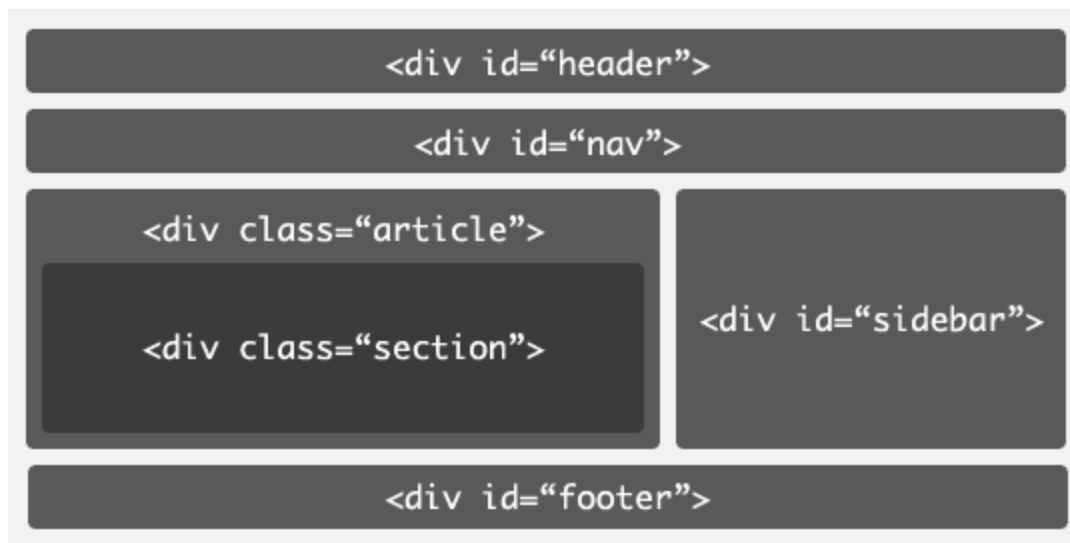 <div id=“header”>
<div id=“nav”>
<div class=“article”>
<div class=“section”>
<div id=“sidebar”>
<div id=“footer”>